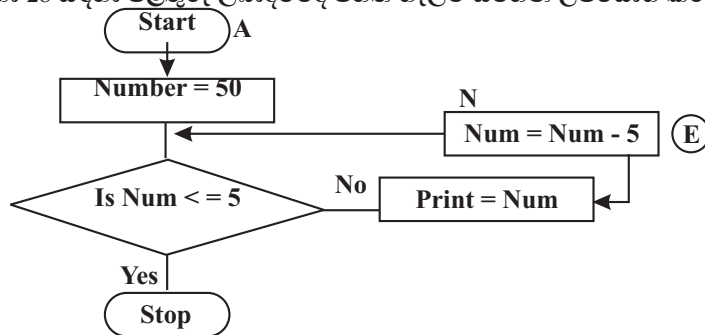 Start A
Number = 50
N
Num = Num - 5 E
Is Num < = 5
No
Print = Num
Yes
Stop